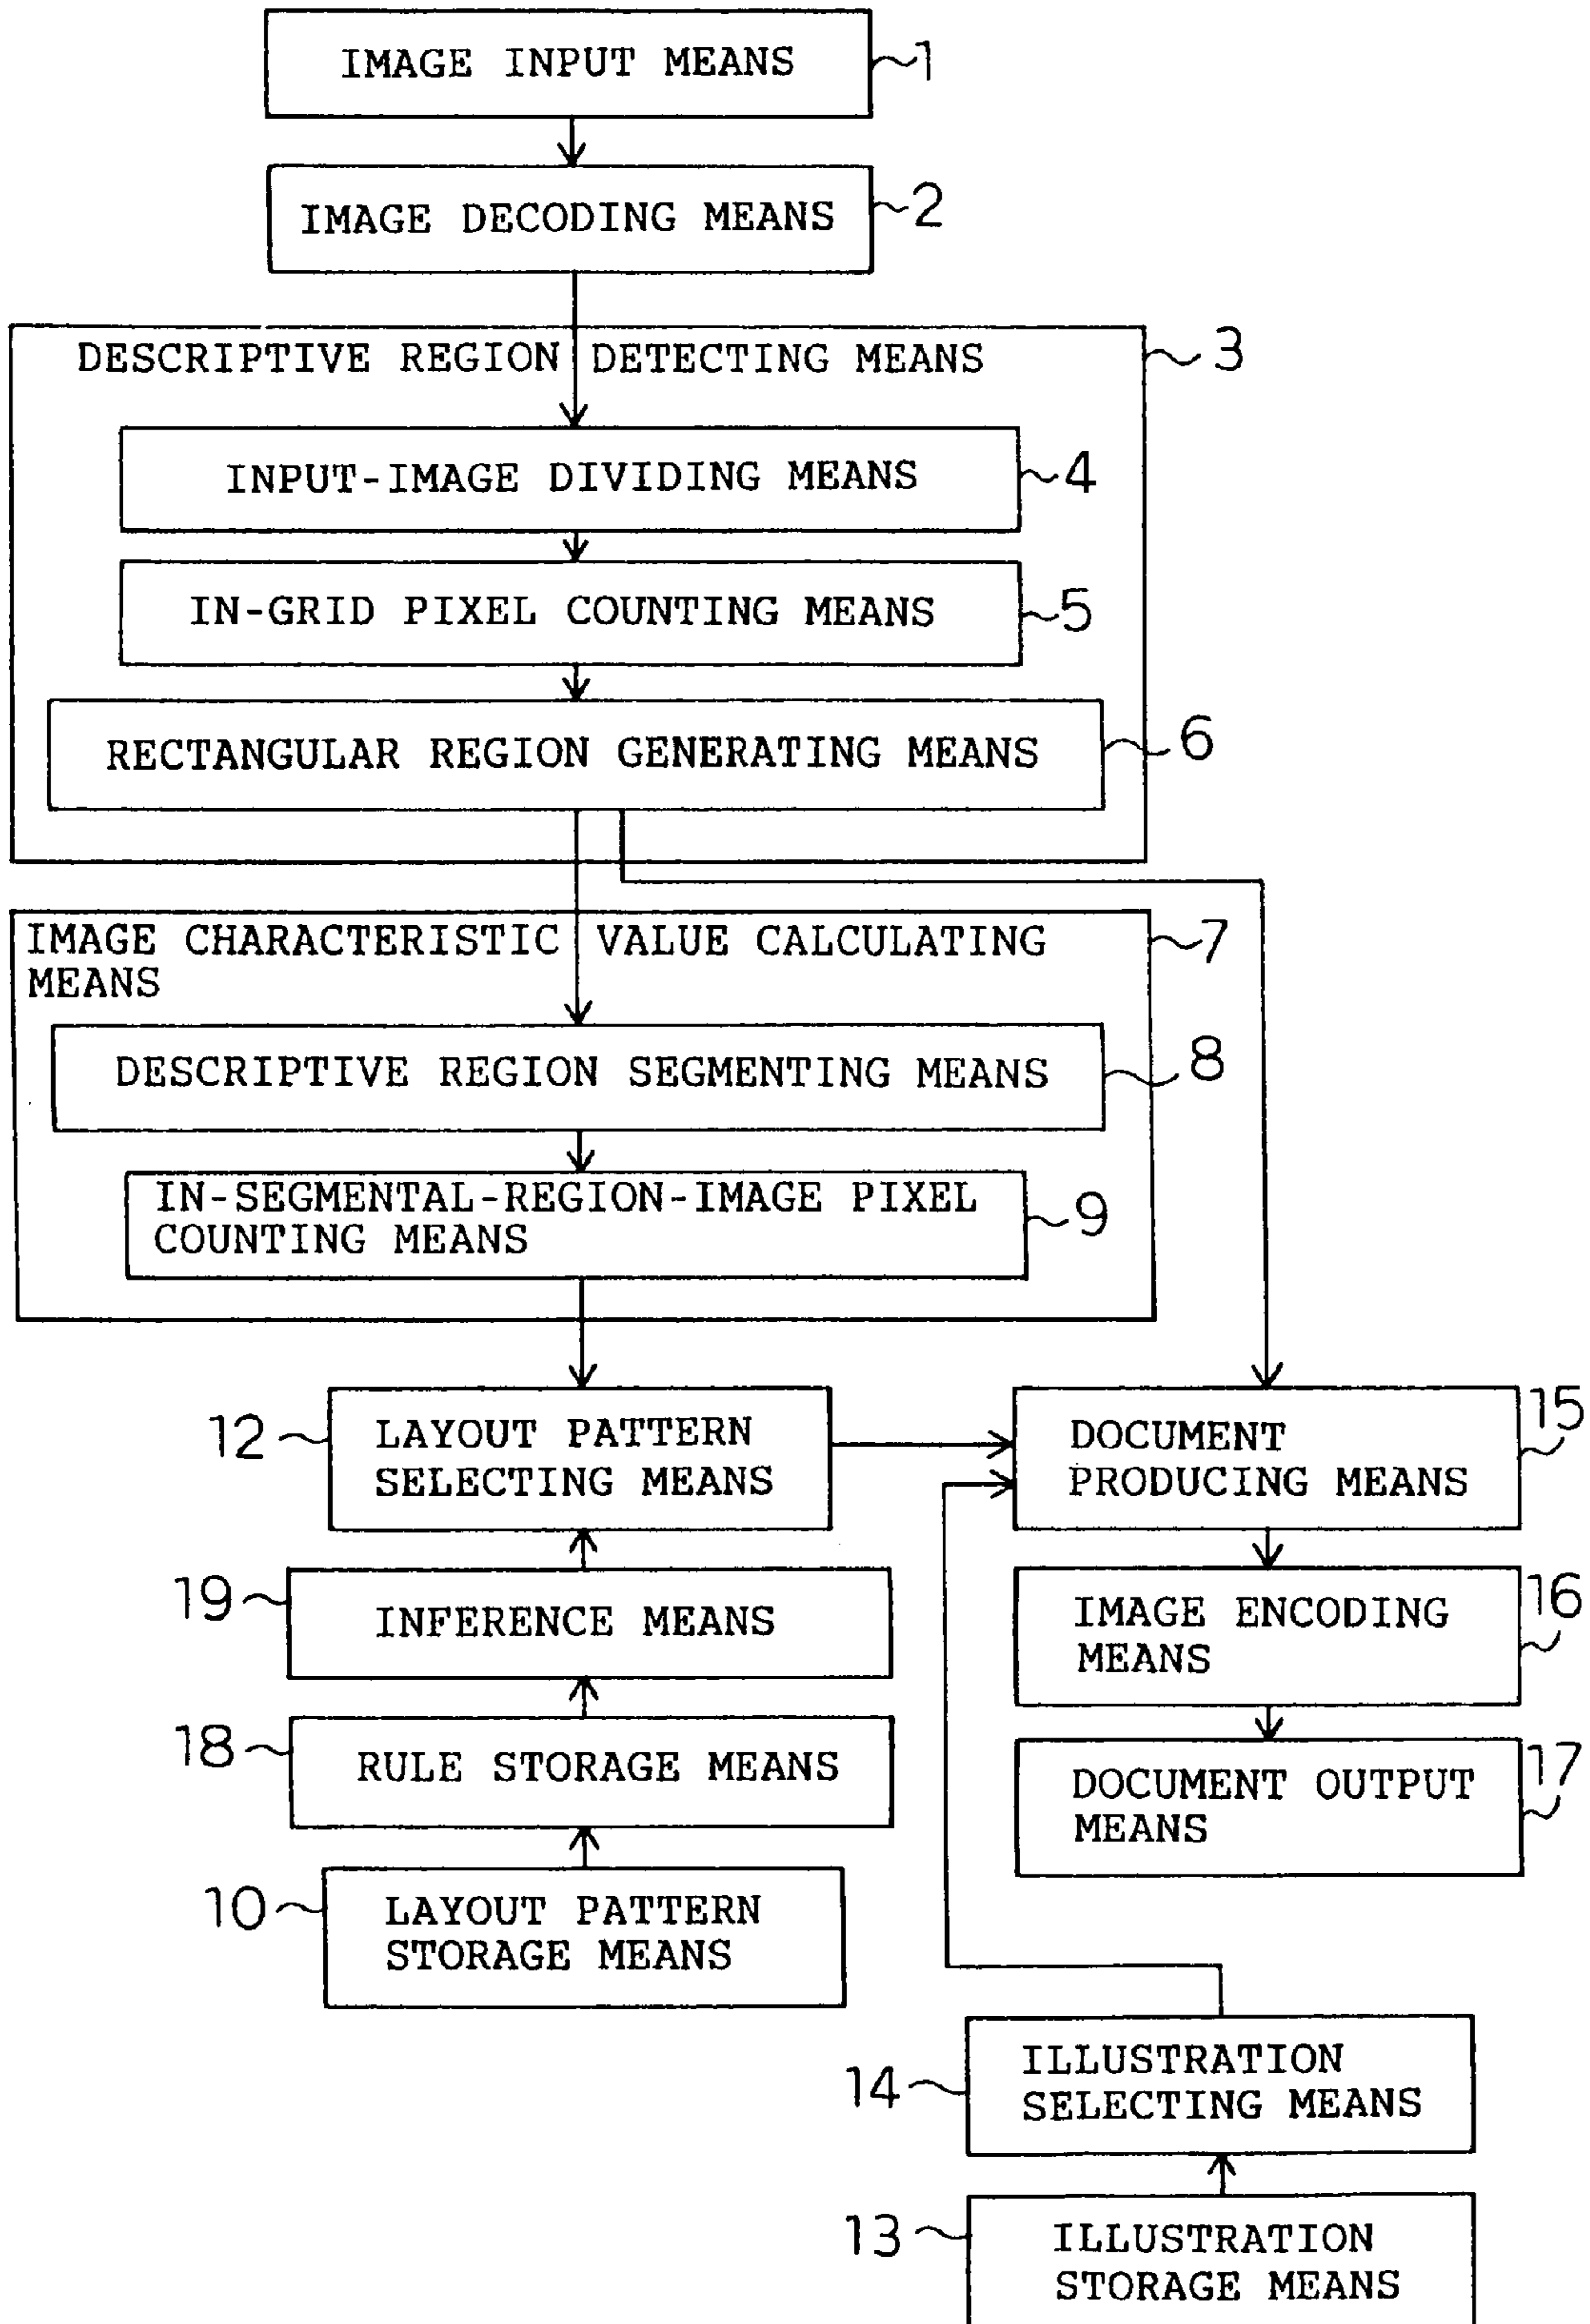 IMAGE INPUT MEANS
1
IMAGE DECODING MEANS
2
DESCRIPTIVE REGION DETECTING MEANS
3
INPUT-IMAGE DIVIDING MEANS
4
IN-GRID PIXEL COUNTING MEANS
5
RECTANGULAR REGION GENERATING MEANS
6
IMAGE CHARACTERISTIC VALUE CALCULATING
MEANS
7
DESCRIPTIVE REGION SEGMENTING MEANS
8
IN-SEGMENTAL-REGION-IMAGE PIXEL
COUNTING MEANS
9
12
LAYOUT PATTERN
SELECTING MEANS
DOCUMENT
PRODUCING MEANS
15
19
INFERENCE MEANS
IMAGE ENCODING
MEANS
16
18
RULE STORAGE MEANS
DOCUMENT OUTPUT
MEANS
17
10
LAYOUT PATTERN
STORAGE MEANS
14
ILLUSTRATION
SELECTING MEANS
13
ILLUSTRATION
STORAGE MEANS